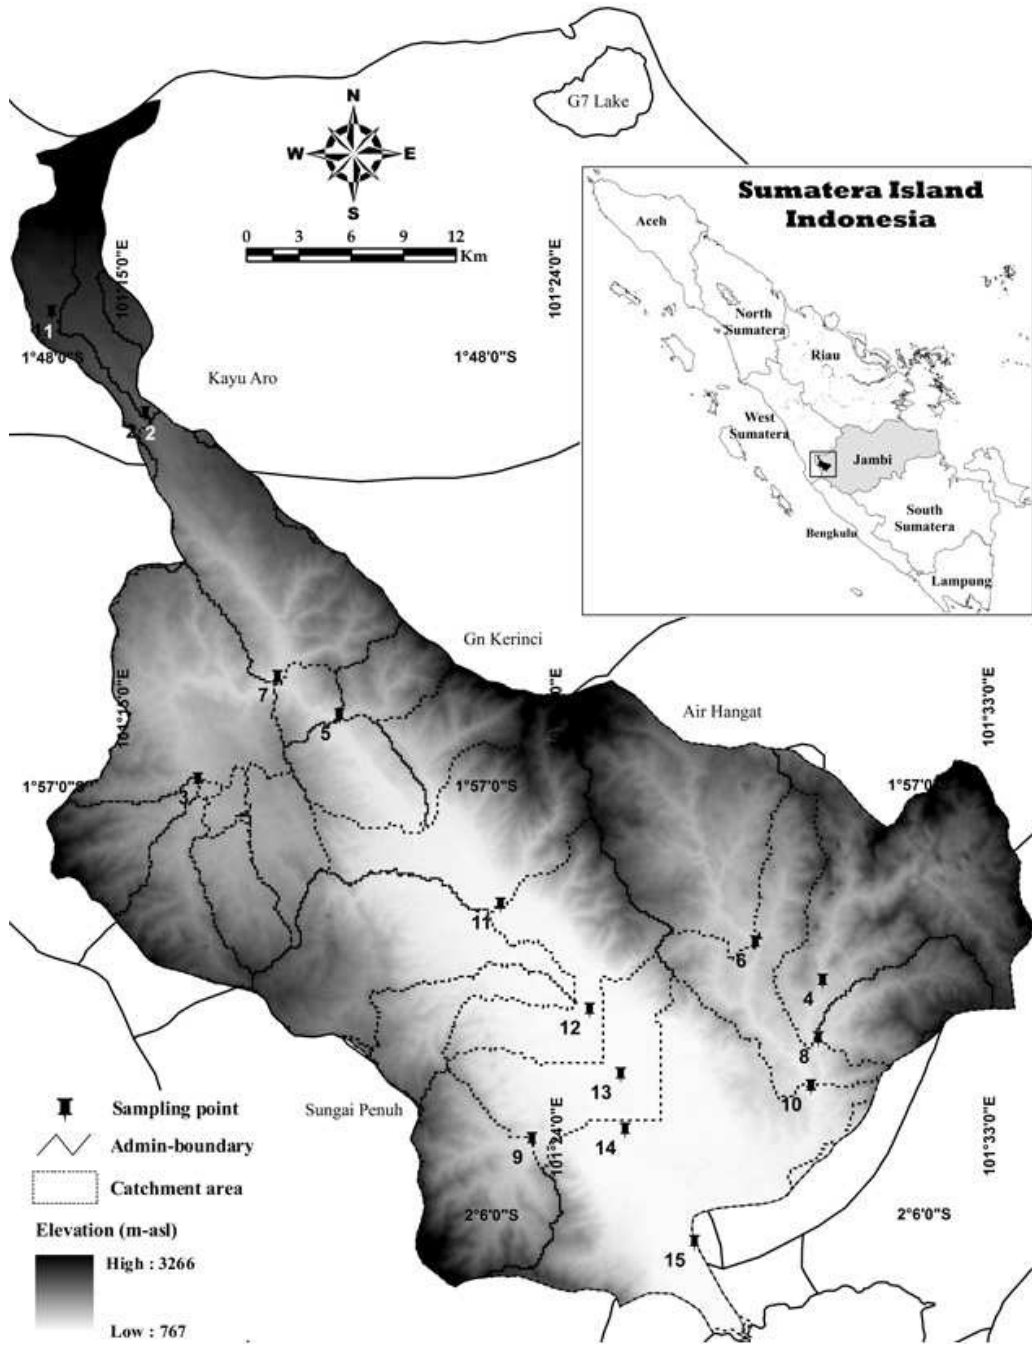 G7 Lake
N
W E
S
0 3 6 9 12
Km
101°15'0"E
101°24'0"E
Sumatera Island
Indonesia
Aceh
North
Sumatera
Riau
West
Sumatera
Jambi
South
Sumatera
Bengkulu
Lampung
1
1°48'0"S
1°48'0"S
Kayu Aro
2
Gn Kerinci
101°15'0"E
101°33'0"E
7
5
Air Hangat
1°57'0"S
1°57'0"S
1°57'0"S
3
11
6
4
12
8
13
10
14
9
101°24'0"E
101°33'0"E
Sungai Penuh
2°6'0"S
2°6'0"S
15
Sampling point
Admin-boundary
Catchment area
Elevation (m-asl)
High : 3266
Low : 767